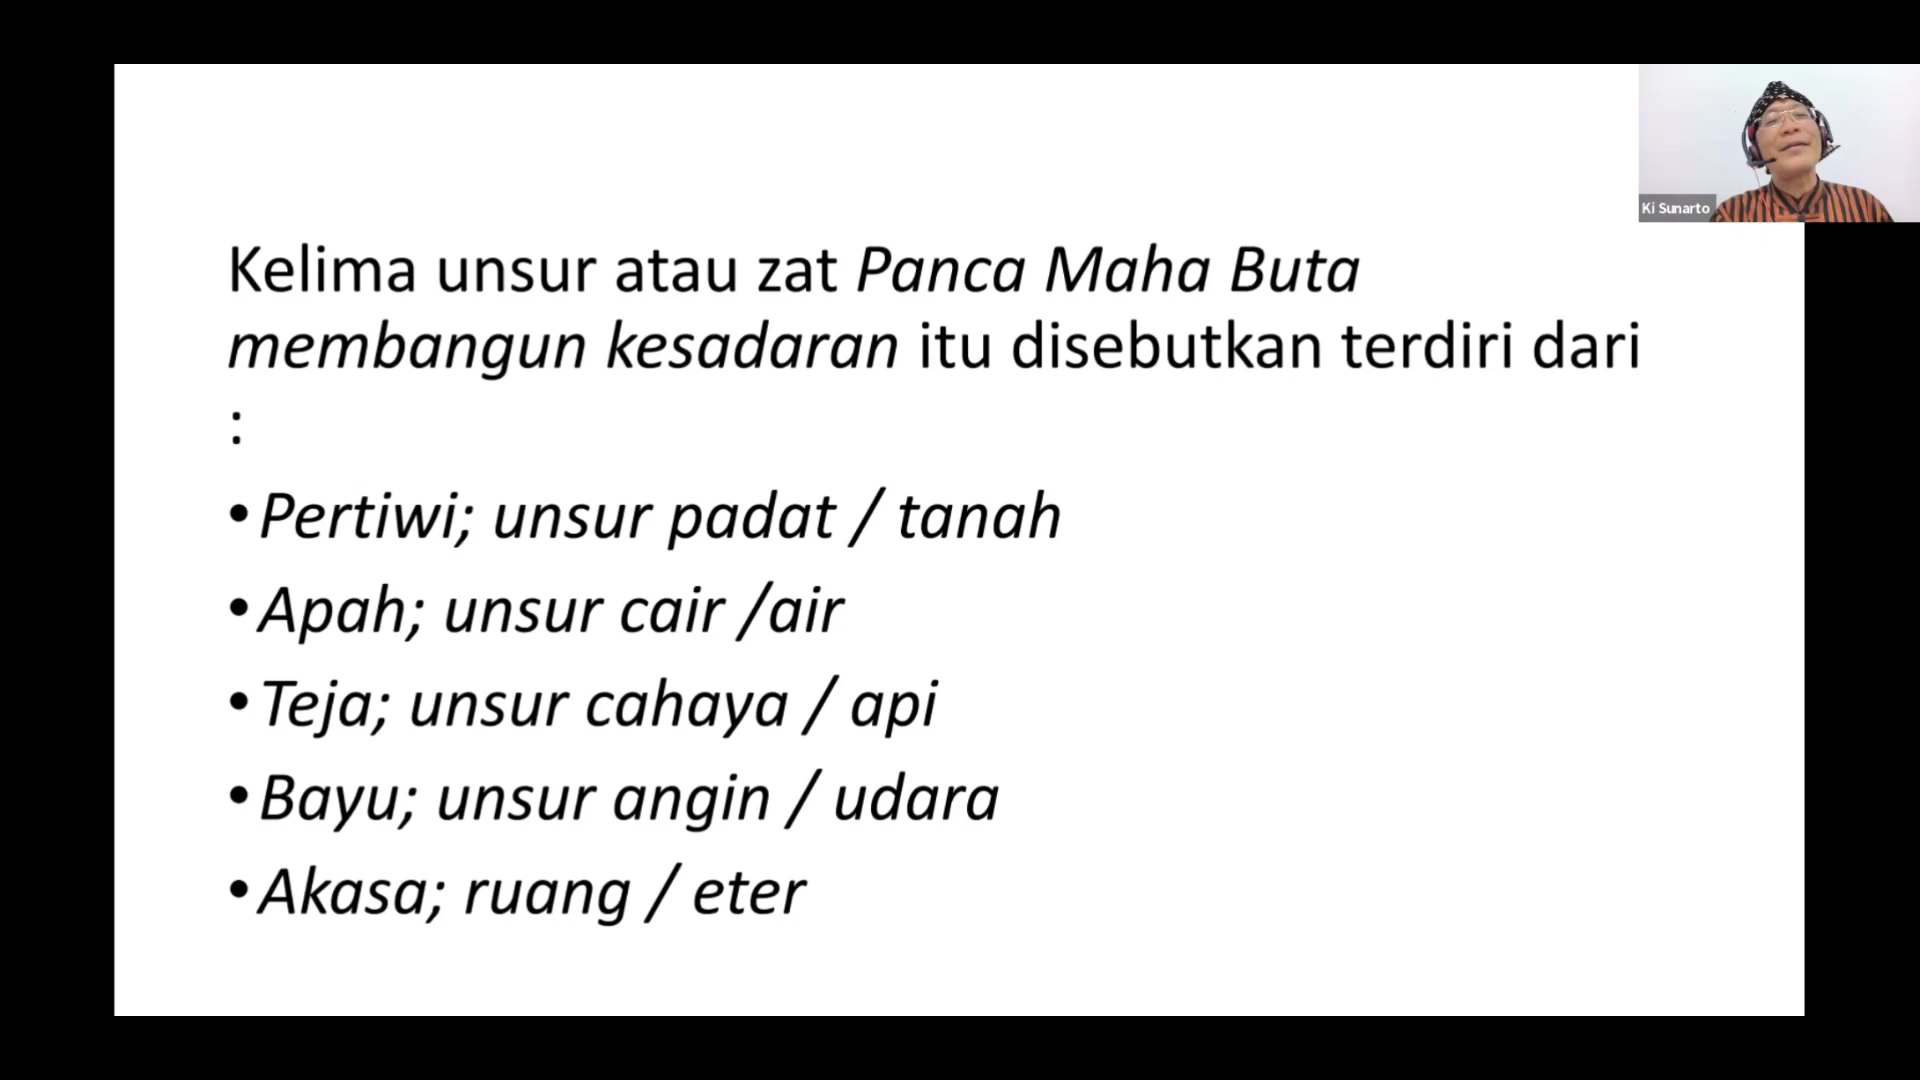 Ki Sunarto
Kelima unsur atau zat Panca Maha Buta
membangun kesadaran itu disebutkan terdiri dari
:
•Pertiwi; unsur padat / tanah
•Apah; unsur cair /air
•Teja; unsur cahaya / api
•Bayu; unsur angin / udara
•Akasa; ruang / eter